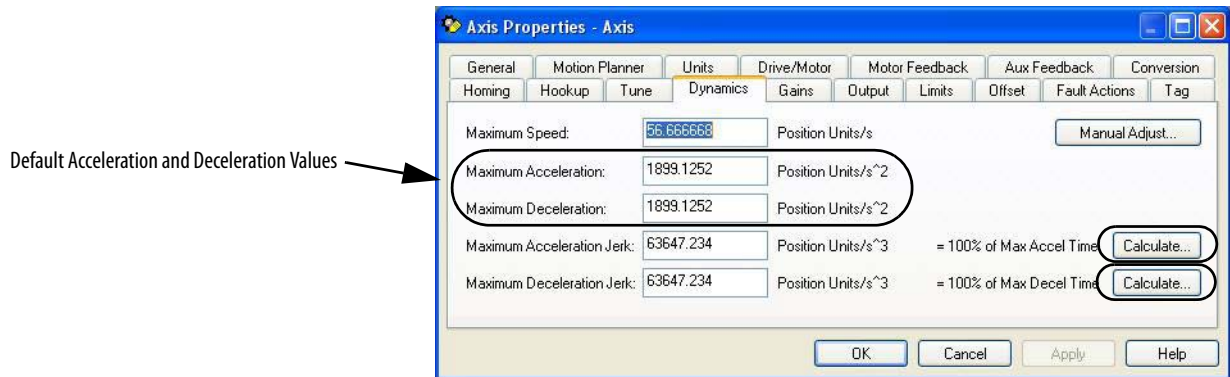 Axis Properties - Axis
General Motion Planner Units Drive/Motor Motor Feedback Aux Feedback Conversion
Homing Hookup Tune Dynamics Gains Output Limits Offset Fault Actions Tag
Maximum Speed: 56.666668 Position Units/s Manual Adjust...
Default Acceleration and Deceleration Values
Maximum Acceleration: 1899.1252 Position Units/s^2
Maximum Deceleration: 1899.1252 Position Units/s^2
Maximum Acceleration Jerk: 63647.234 Position Units/s^3 = 100% of Max Accel Time Calculate...
Maximum Deceleration Jerk: 63647.234 Position Units/s^3 = 100% of Max Decel Time Calculate...
OK Cancel Apply Help